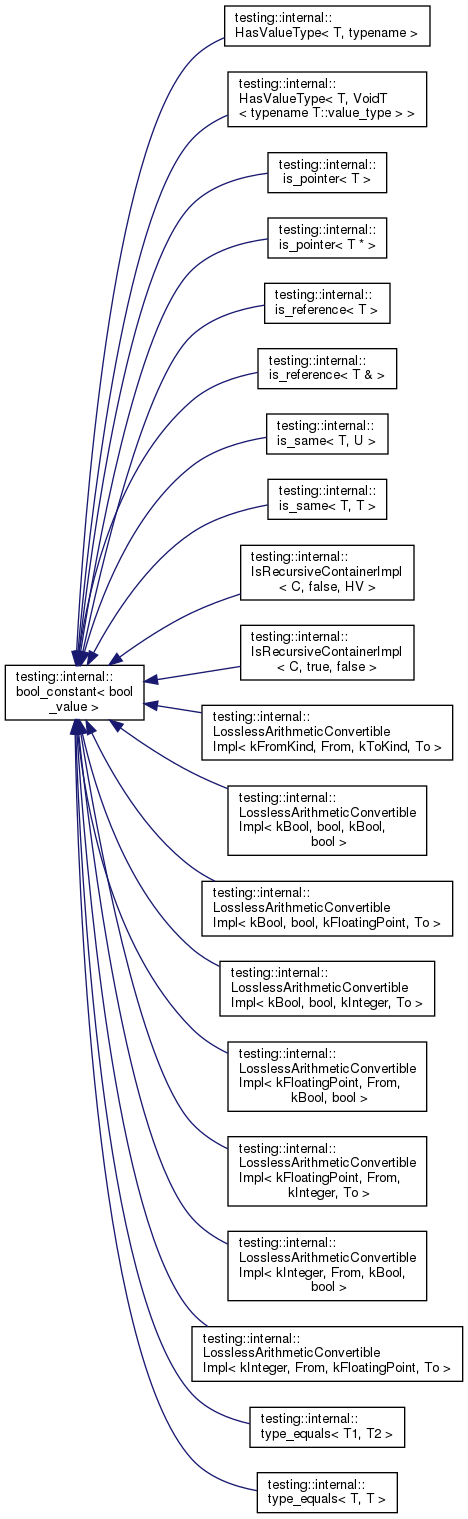 testing::internal::
HasValueType< T, typename >
testing::internal::
HasValueType< T, VoidT
< typename T::value_type > >
testing::internal::
is_pointer< T >
testing::internal::
is_pointer< T * >
testing::internal::
is_reference< T >
testing::internal::
is_reference< T & >
testing::internal::
is_same< T, U >
testing::internal::
is_same< T, T >
testing::internal::
IsRecursiveContainerImpl
< C, false, HV >
testing::internal::
IsRecursiveContainerImpl
< C, true, false >
testing::internal::
bool_constant< bool
_value >
testing::internal::
LosslessArithmeticConvertible
Impl< kFromKind, From, kToKind, To >
testing::internal::
LosslessArithmeticConvertible
Impl< kBool, bool, kBool,
bool >
testing::internal::
LosslessArithmeticConvertible
Impl< kBool, bool, kFloatingPoint, To >
testing::internal::
LosslessArithmeticConvertible
Impl< kBool, bool, kInteger, To >
testing::internal::
LosslessArithmeticConvertible
Impl< kFloatingPoint, From,
kBool, bool >
testing::internal::
LosslessArithmeticConvertible
Impl< kFloatingPoint, From,
kInteger, To >
testing::internal::
LosslessArithmeticConvertible
Impl< kInteger, From, kBool,
bool >
testing::internal::
LosslessArithmeticConvertible
Impl< kInteger, From, kFloatingPoint, To >
testing::internal::
type_equals< T1, T2 >
testing::internal::
type_equals< T, T >